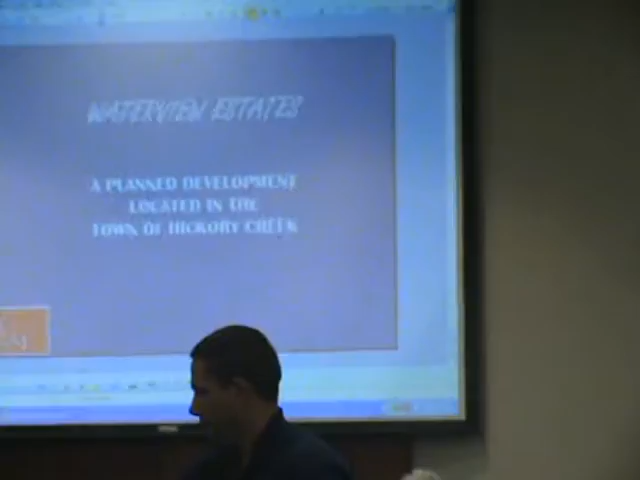 WATERVIEW ESTATES
A PLANNED DEVELOPMENT
LOCATED IN THE
TOWN OF HICKORY CREEK